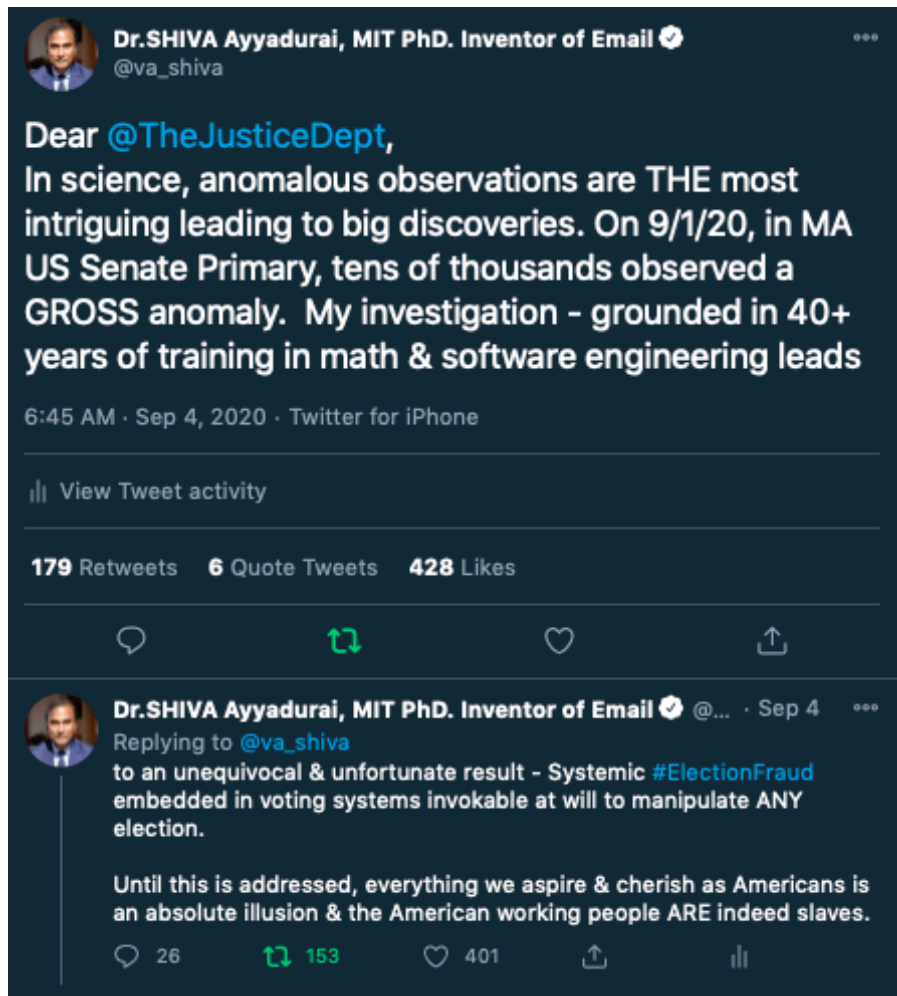 Dr.SHIVA Ayyadurai, MIT PhD. Inventor of Email
@va_shiva
Dear @TheJusticeDept,
In science, anomalous observations are THE most
intriguing leading to big discoveries. On 9/1/20, in MA
US Senate Primary, tens of thousands observed a
GROSS anomaly.  My investigation - grounded in 40+
years of training in math & software engineering leads
6:45 AM · Sep 4, 2020 · Twitter for iPhone
View Tweet activity
179 Retweets 6 Quote Tweets 428 Likes
Dr.SHIVA Ayyadurai, MIT PhD. Inventor of Email @... · Sep 4
Replying to @va_shiva
to an unequivocal & unfortunate result - Systemic #ElectionFraud
embedded in voting systems invokable at will to manipulate ANY
election.
Until this is addressed, everything we aspire & cherish as Americans is
an absolute illusion & the American working people ARE indeed slaves.
26 153 401